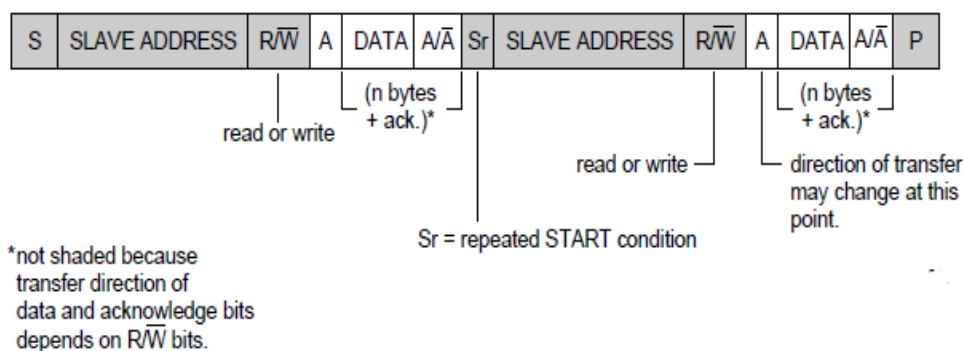 S SLAVE ADDRESS R/W̅ A DATA A/A̅ Sr SLAVE ADDRESS R/W̅ A DATA A/A̅ P
(n bytes + ack.)*
(n bytes + ack.)*
read or write
read or write
direction of transfer
may change at this
point.
Sr = repeated START condition
*not shaded because
transfer direction of
data and acknowledge bits
depends on R/W̅ bits.